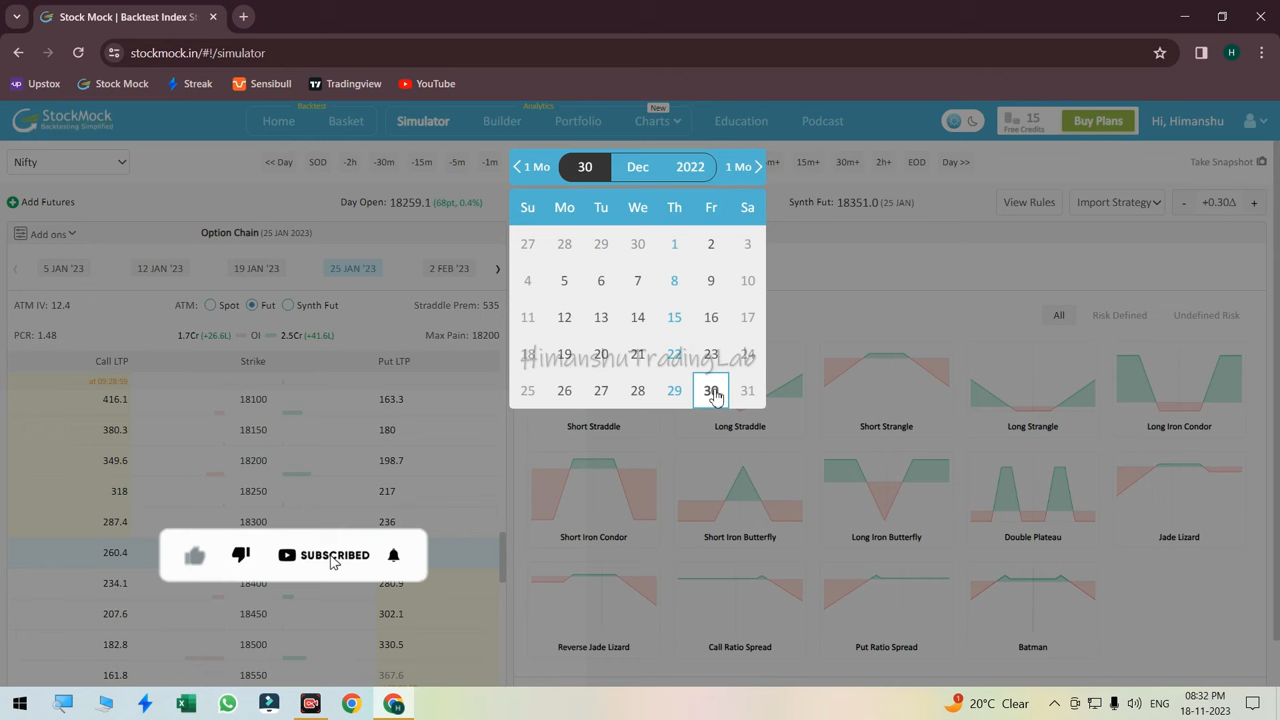 Stock Mock | Backtest Index St
stockmock.in/#/simulator
H
Upstox
Stock Mock
Streak
Sensibull
Tradingview
YouTube
StockMock
Backtesting Simplified
Backtest
Home
Basket
Simulator
Analytics
Builder
Portfolio
New
Charts
Education
Podcast
15
Free Credits
Buy Plans
Hi, Himanshu
Nifty
<< Day
SOD
-2h
-30m
-15m
-5m
-1m
15m+
30m+
2h+
EOD
Day >>
Take Snapshot
Add Futures
Day Open: 18259.1 (68pt, 0.4%)
Synth Fut: 18351.0 (25 JAN)
View Rules
Import Strategy
- +0.30Δ +
Add ons
Option Chain (25 JAN 2023)
5 JAN '23
12 JAN '23
19 JAN '23
25 JAN '23
2 FEB '23
ATM IV: 12.4
ATM: Spot Fut Synth Fut
Straddle Prem: 535
PCR: 1.48
1.7Cr (+26.6L) OI 2.5Cr (+41.6L)
Max Pain: 18200
Call LTP Strike Put LTP
at 09:28:59
416.1 18100 163.3
380.3 18150 180
349.6 18200 198.7
318 18250 217
287.4 18300 236
260.4
234.1 18400 280.9
207.6 18450 302.1
182.8 18500 330.5
161.8 18550 367.6
SUBSCRIBED
1 Mo 30 Dec 2022 1 Mo
Su Mo Tu We Th Fr Sa
27 28 29 30 1 2 3
4 5 6 7 8 9 10
11 12 13 14 15 16 17
18 19 20 21 22 23 24
HimanshuTradingLab
25 26 27 28 29 30 31
All
Risk Defined
Undefined Risk
Short Straddle
Long Straddle
Short Strangle
Long Strangle
Long Iron Condor
Short Iron Condor
Short Iron Butterfly
Long Iron Butterfly
Double Plateau
Jade Lizard
Reverse Jade Lizard
Call Ratio Spread
Put Ratio Spread
Batman
1
20°C Clear
ENG
08:32 PM
18-11-2023